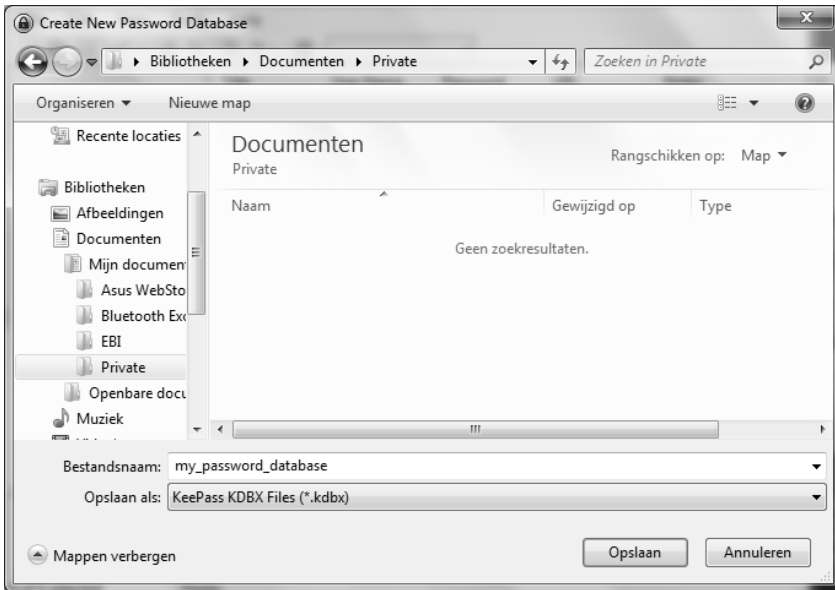 Create New Password Database
Bibliotheken Documenten Private
Zoeken in Private
Organiseren Nieuwe map
Recente locaties
Bibliotheken
Afbeeldingen
Documenten
Mijn documen
Asus WebSto
Bluetooth Exc
EBI
Private
Openbare docu
Muziek
Documenten
Private
Rangschikken op: Map
Naam Gewijzigd op Type
Geen zoekresultaten.
Bestandsnaam: my_password_database
Opslaan als: KeePass KDBX Files (*.kdbx)
Mappen verbergen
Opslaan Annuleren